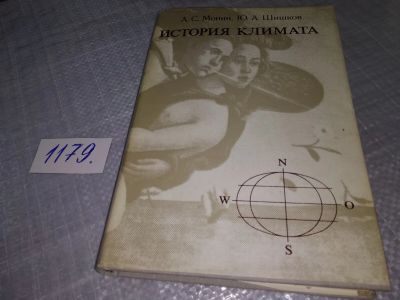 А. С. Монин, Ю. А. Шишков
ИСТОРИЯ КЛИМАТА
1179.
N
W O
S